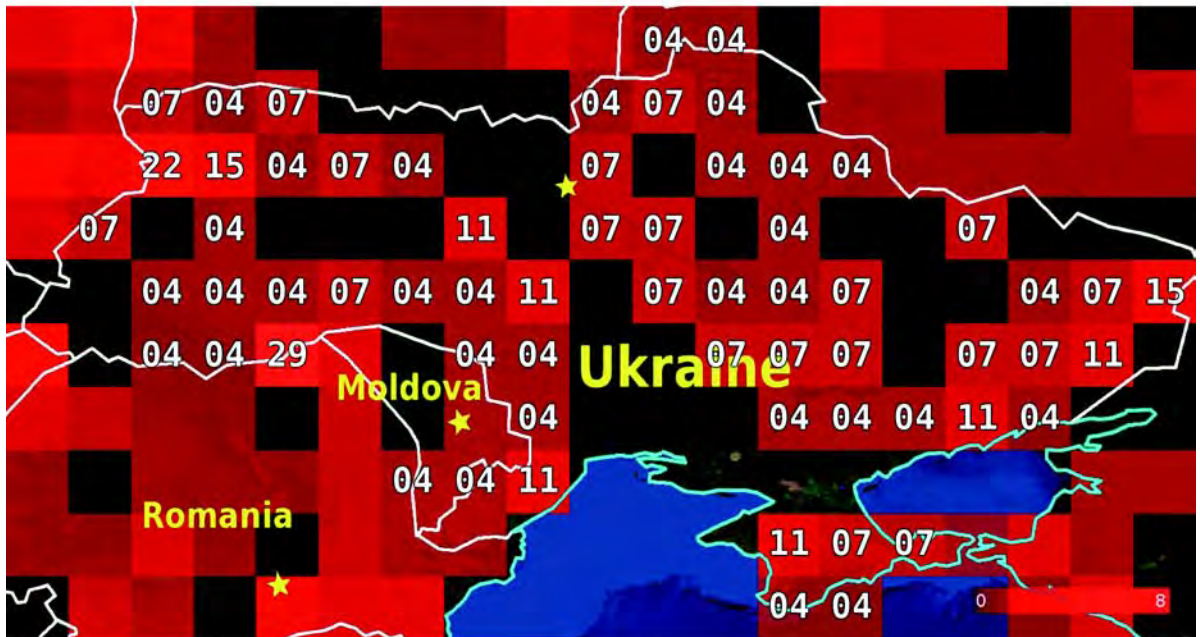 04 04
07 04 07 04 07 04
22 15 04 07 04 07 04 04 04
07 04 11 07 07 04 07
04 04 04 07 04 04 11 07 04 04 07 04 07 15
04 04 29 04 04 07 07 07 07 07 11
Ukraine
Moldova
04 04 04 04 11 04
04 04 11
Romania
11 07 07
04 04 0 8